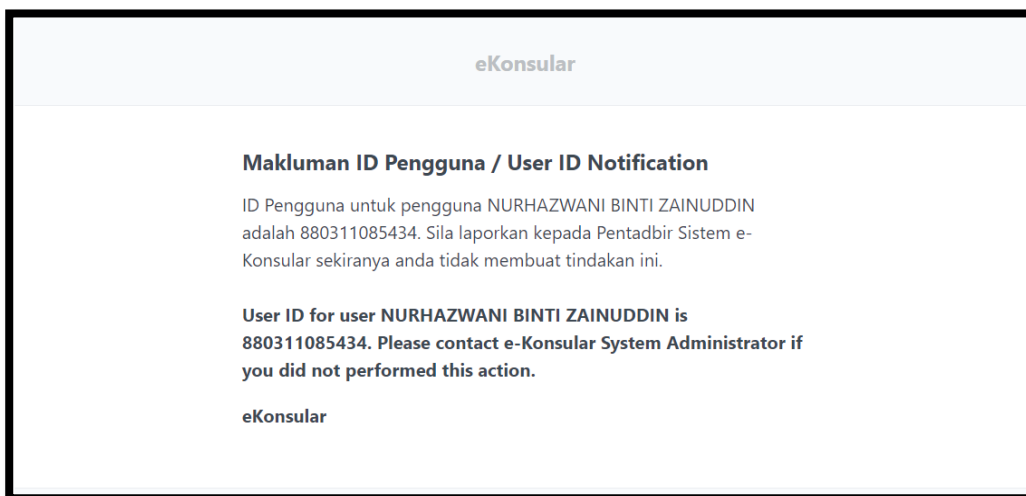 eKonsular
Makluman ID Pengguna / User ID Notification
ID Pengguna untuk pengguna NURHAZWANI BINTI ZAINUDDIN
adalah 880311085434. Sila laporkan kepada Pentadbir Sistem e-
Konsular sekiranya anda tidak membuat tindakan ini.
User ID for user NURHAZWANI BINTI ZAINUDDIN is
880311085434. Please contact e-Konsular System Administrator if
you did not performed this action.
eKonsular